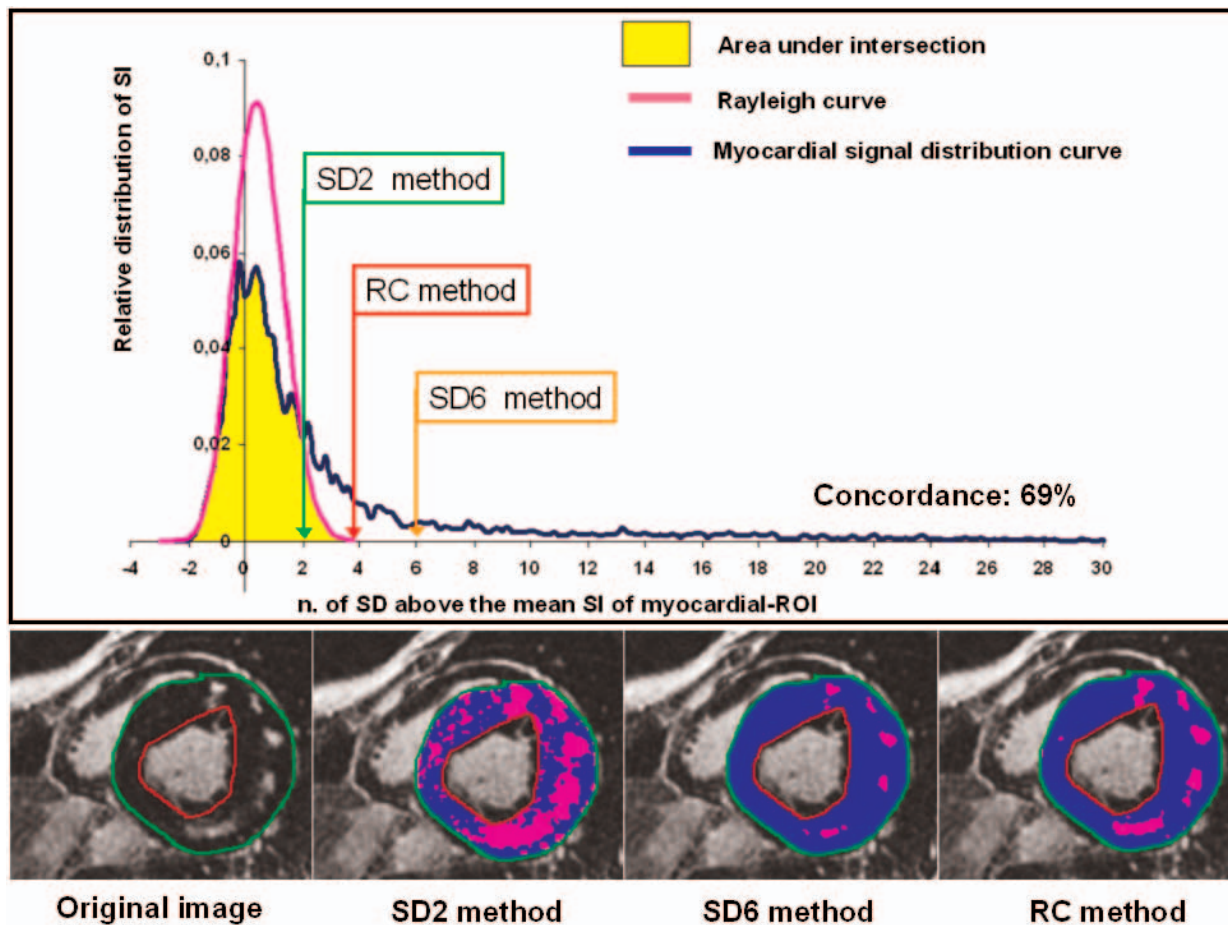 Area under intersection
Rayleigh curve
Myocardial signal distribution curve
Relative distribution of SI
0,1
0,08
0,06
0,04
0,02
0
SD2 method
RC method
SD6 method
Concordance: 69%
-4 -2 0 2 4 6 8 10 12 14 16 18 20 22 24 26 28 30
n. of SD above the mean SI of myocardial-ROI
Original image
SD2 method
SD6 method
RC method